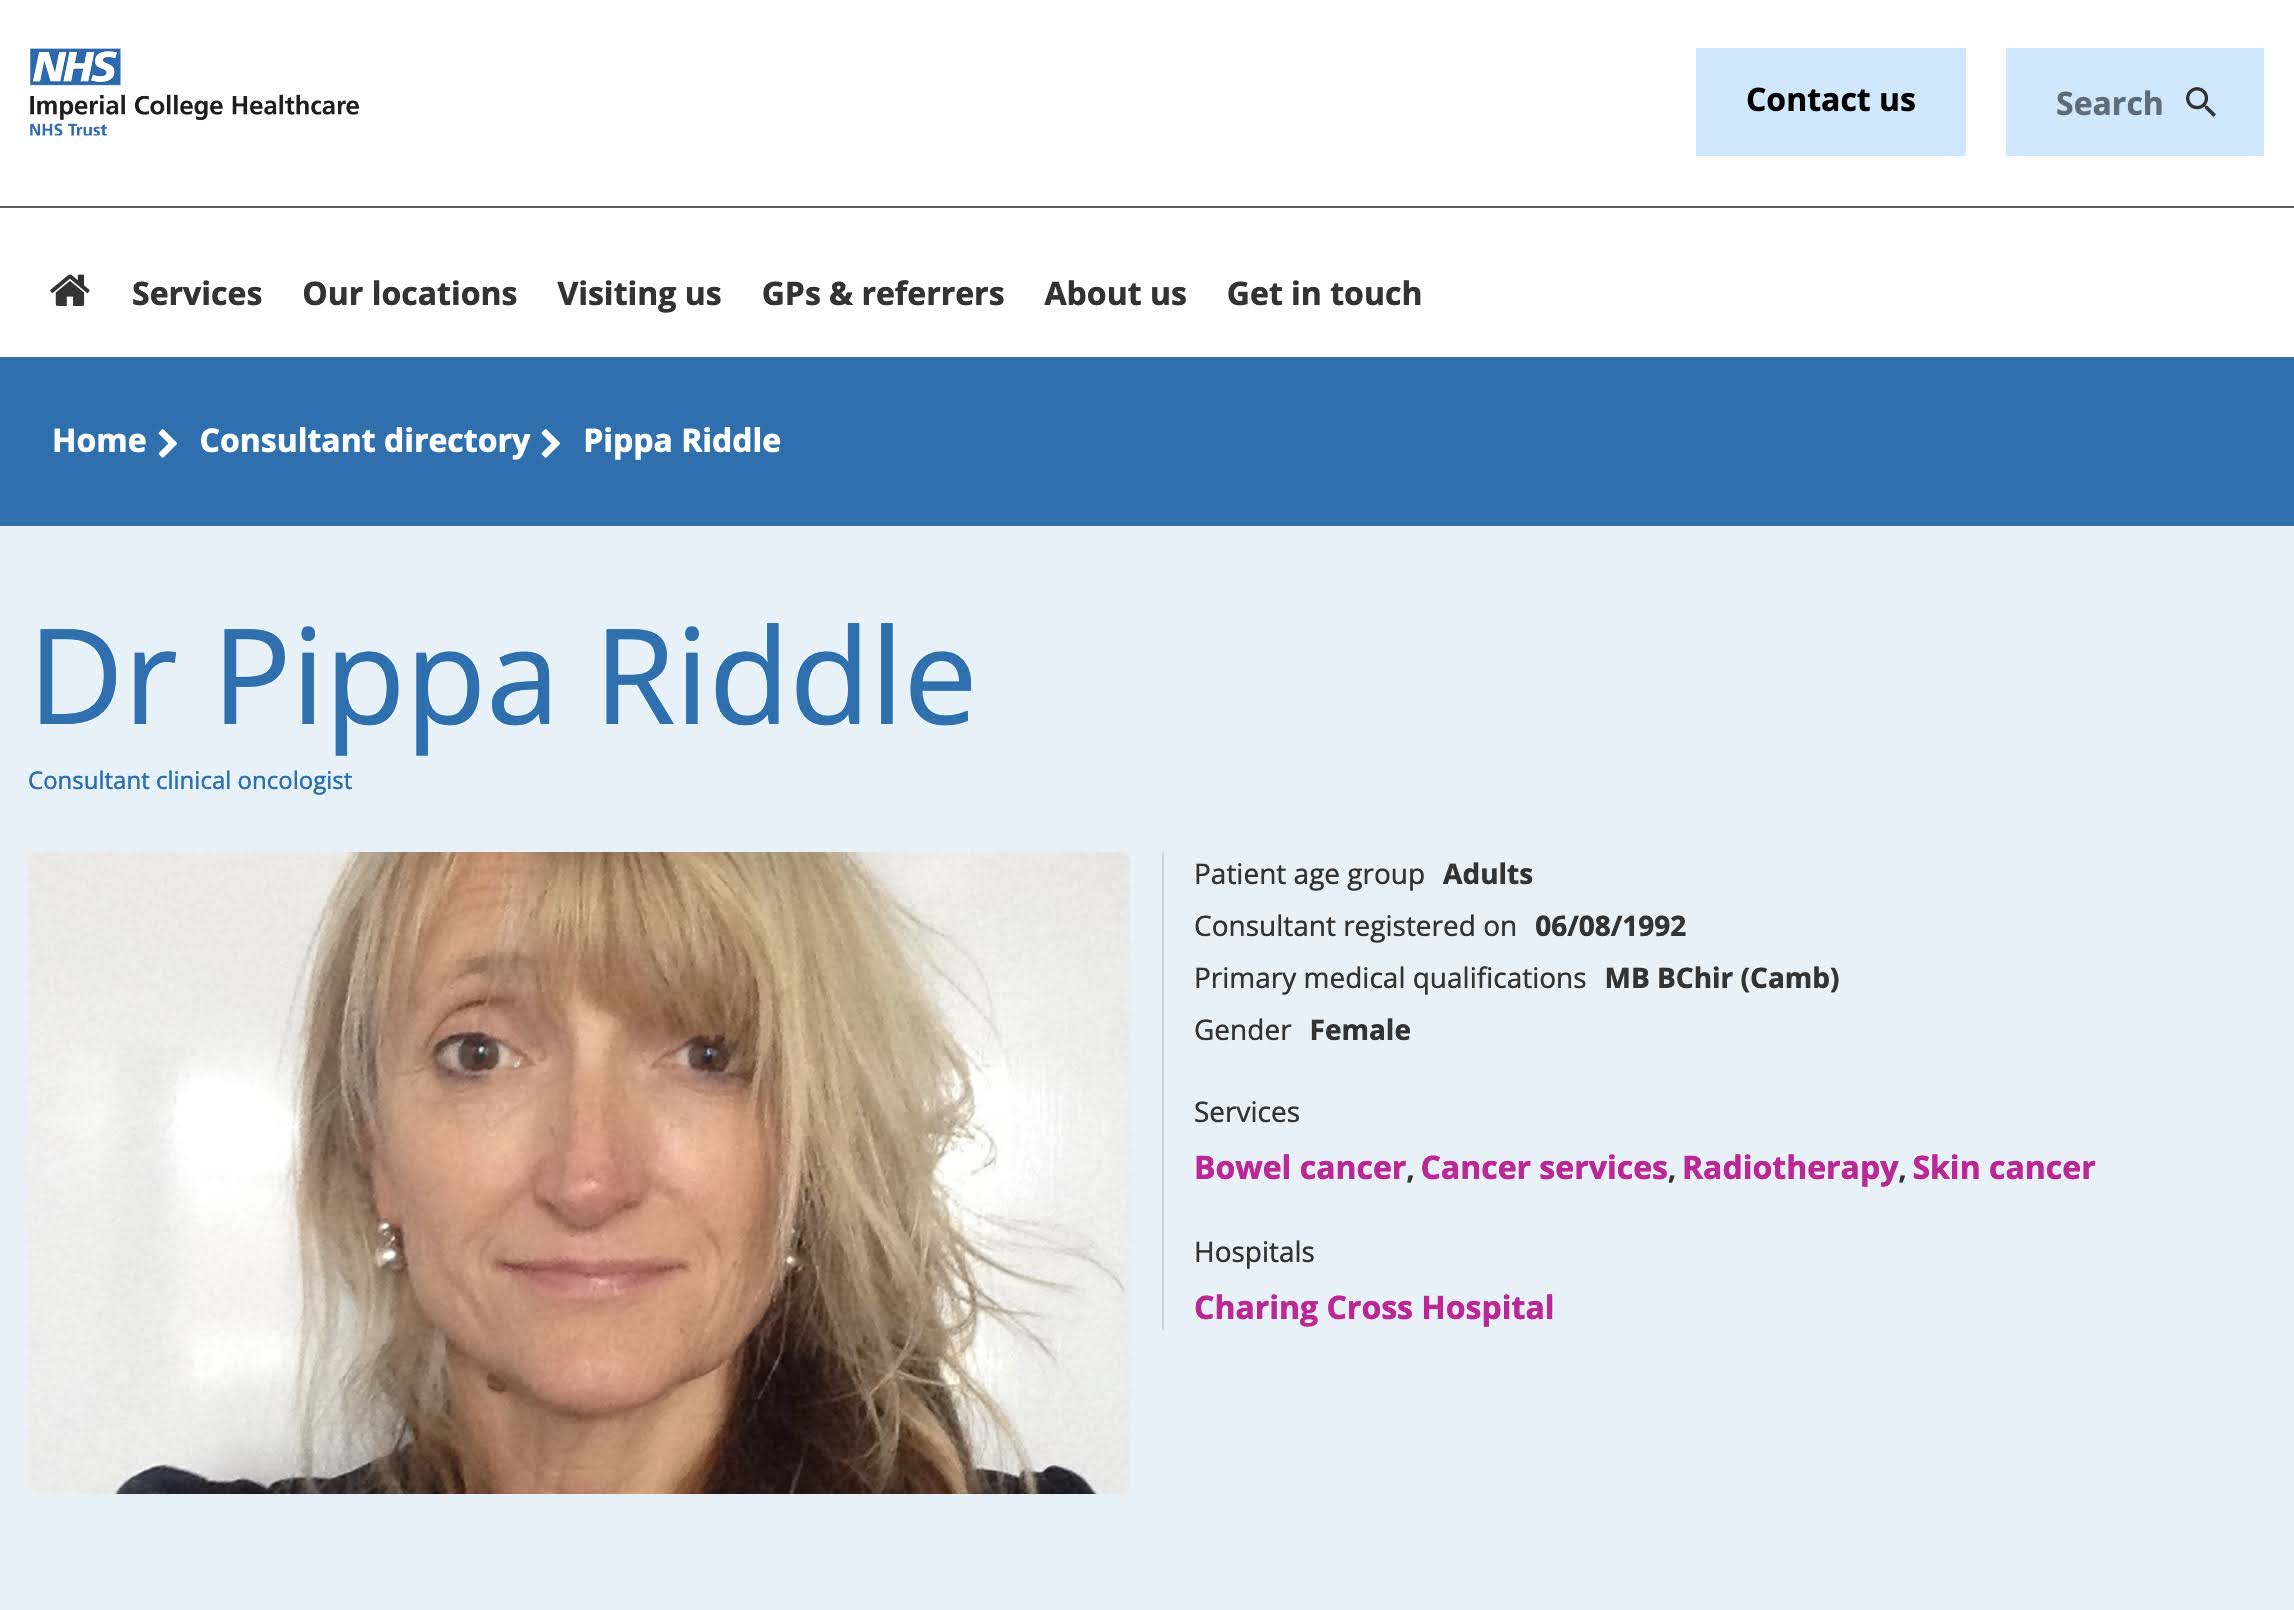 NHS
Imperial College Healthcare
NHS Trust
Contact us
Search
Services Our locations Visiting us GPs & referrers About us Get in touch
Home Consultant directory Pippa Riddle
Dr Pippa Riddle
Consultant clinical oncologist
Patient age group Adults
Consultant registered on 06/08/1992
Primary medical qualifications MB BChir (Camb)
Gender Female
Services
Bowel cancer, Cancer services, Radiotherapy, Skin cancer
Hospitals
Charing Cross Hospital